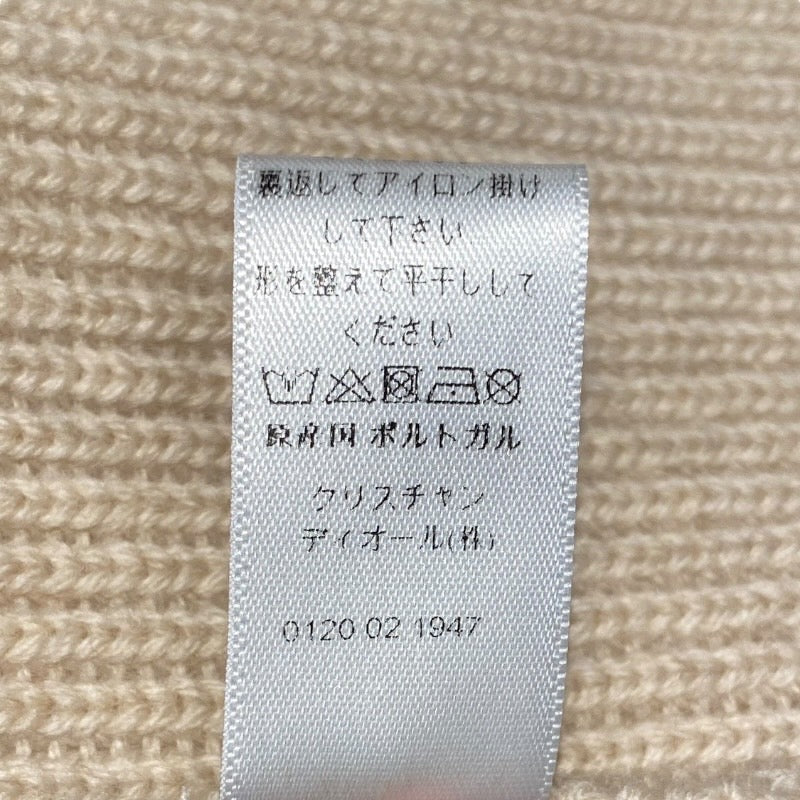 裏返してアイロン掛け
して下さい
形を整えて平干しして
ください
原産国 ポルトガル
クリスチャン
ディオール(株)
0120 02 1947